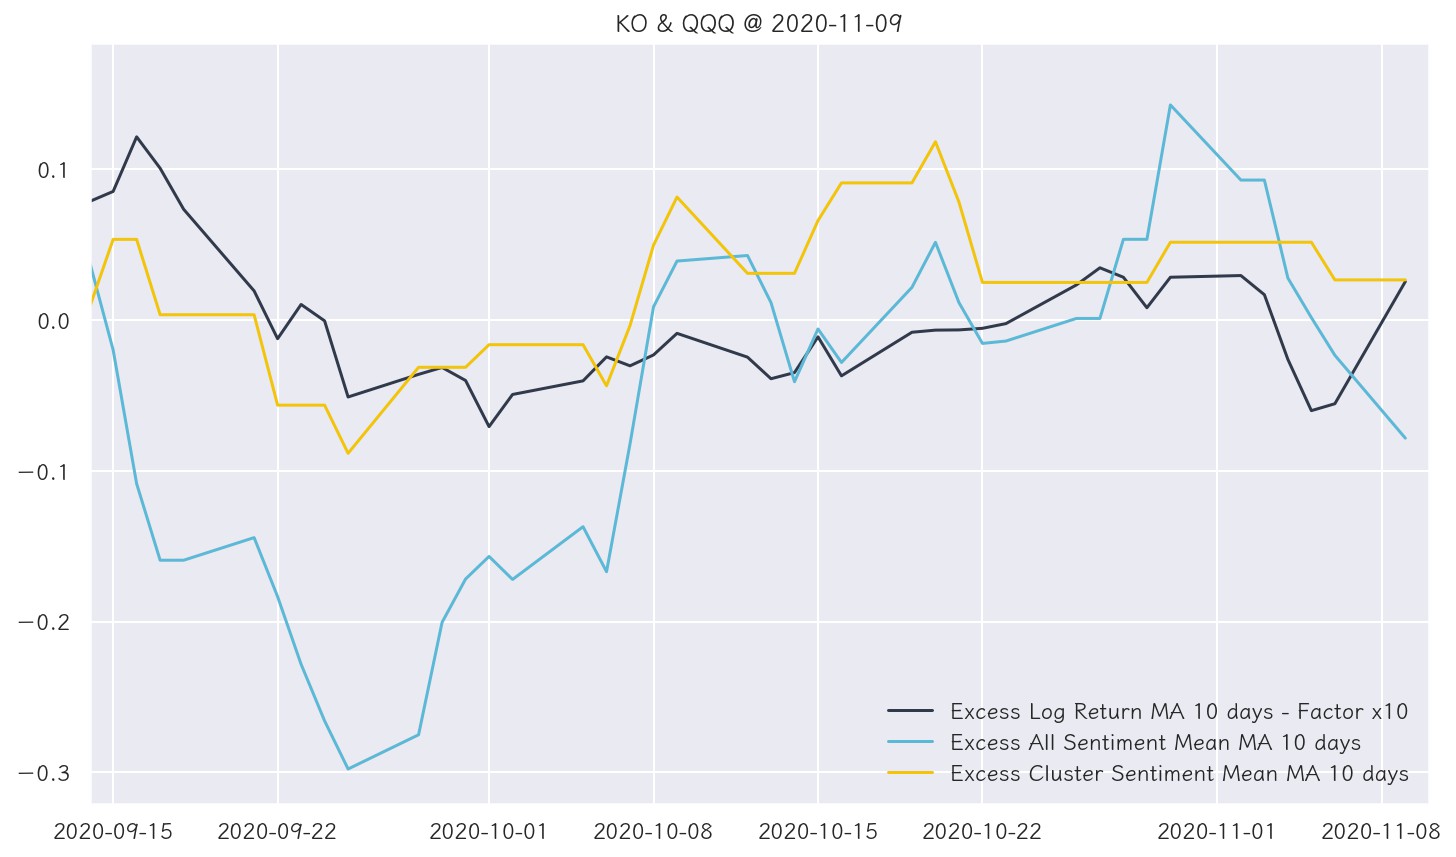 KO & QQQ @ 2020-11-09
0.1
0.0
−0.1
−0.2
−0.3
Excess Log Return MA 10 days - Factor x10
Excess All Sentiment Mean MA 10 days
Excess Cluster Sentiment Mean MA 10 days
2020-09-15 2020-09-22 2020-10-01 2020-10-08 2020-10-15 2020-10-22 2020-11-01 2020-11-08